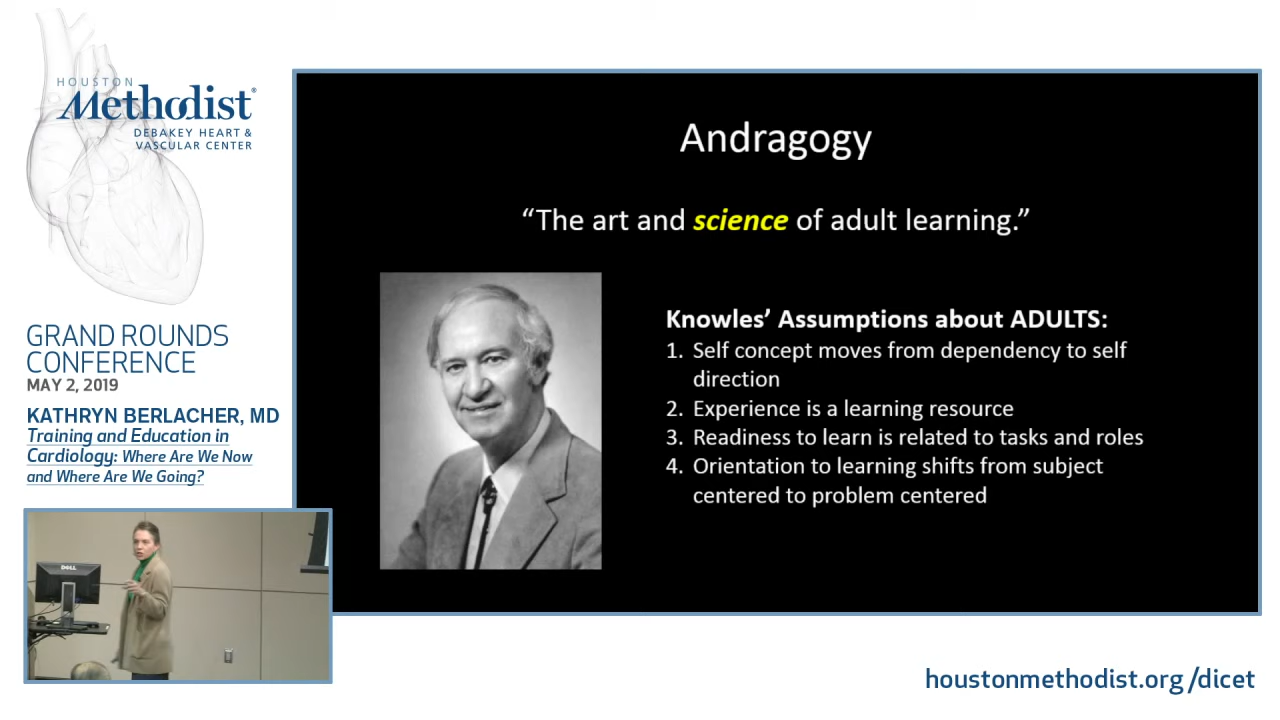 HOUSTON
Methodist®
DEBAKEY HEART &
VASCULAR CENTER
GRAND ROUNDS
CONFERENCE
MAY 2, 2019
KATHRYN BERLACHER, MD
Training and Education in
Cardiology: Where Are We Now
and Where Are We Going?
DELL
Andragogy
“The art and science of adult learning.”
Knowles’ Assumptions about ADULTS:
1. Self concept moves from dependency to self
direction
2. Experience is a learning resource
3. Readiness to learn is related to tasks and roles
4. Orientation to learning shifts from subject
centered to problem centered
houstonmethodist.org/dicet